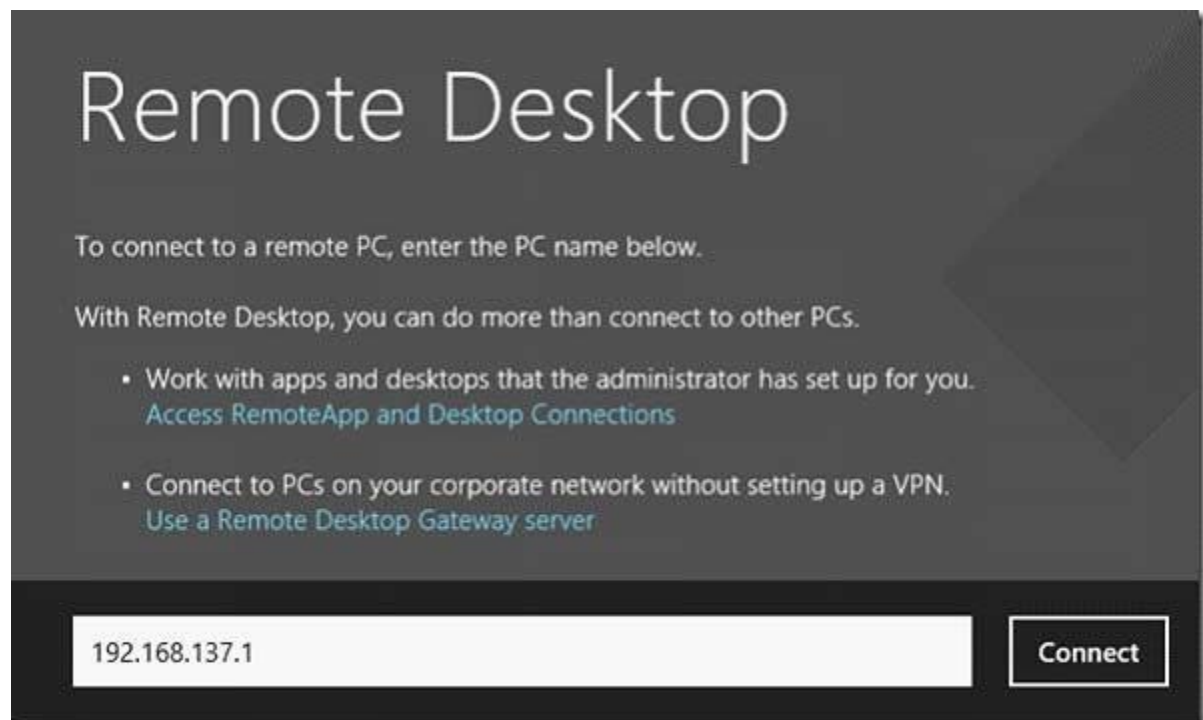 Remote Desktop
To connect to a remote PC, enter the PC name below.
With Remote Desktop, you can do more than connect to other PCs.
• Work with apps and desktops that the administrator has set up for you.
Access RemoteApp and Desktop Connections
• Connect to PCs on your corporate network without setting up a VPN.
Use a Remote Desktop Gateway server
192.168.137.1
Connect